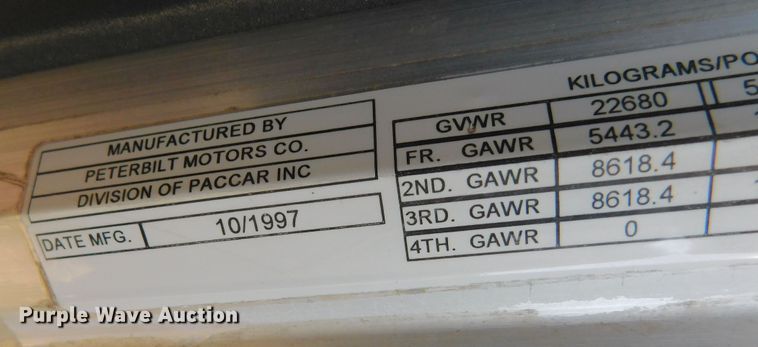 MANUFACTURED BY
PETERBILT MOTORS CO.
DIVISION OF PACCAR INC
DATE MFG. 10/1997
KILOGRAMS/PO
GVWR 22680 5
FR. GAWR 5443.2
2ND. GAWR 8618.4
3RD. GAWR 8618.4
4TH. GAWR 0
Purple Wave Auction